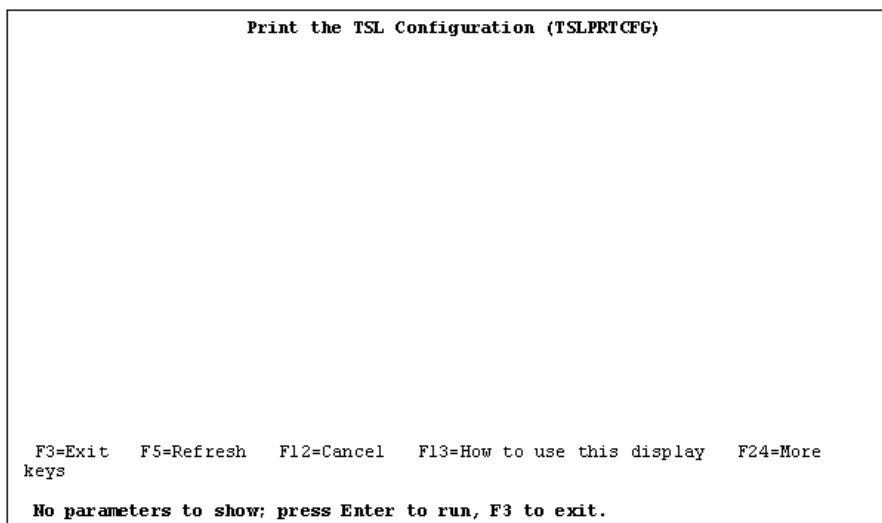 Print the TSL Configuration (TSLPRTCFG)
F3=Exit F5=Refresh F12=Cancel F13=How to use this display F24=More
keys
No parameters to show; press Enter to run, F3 to exit.